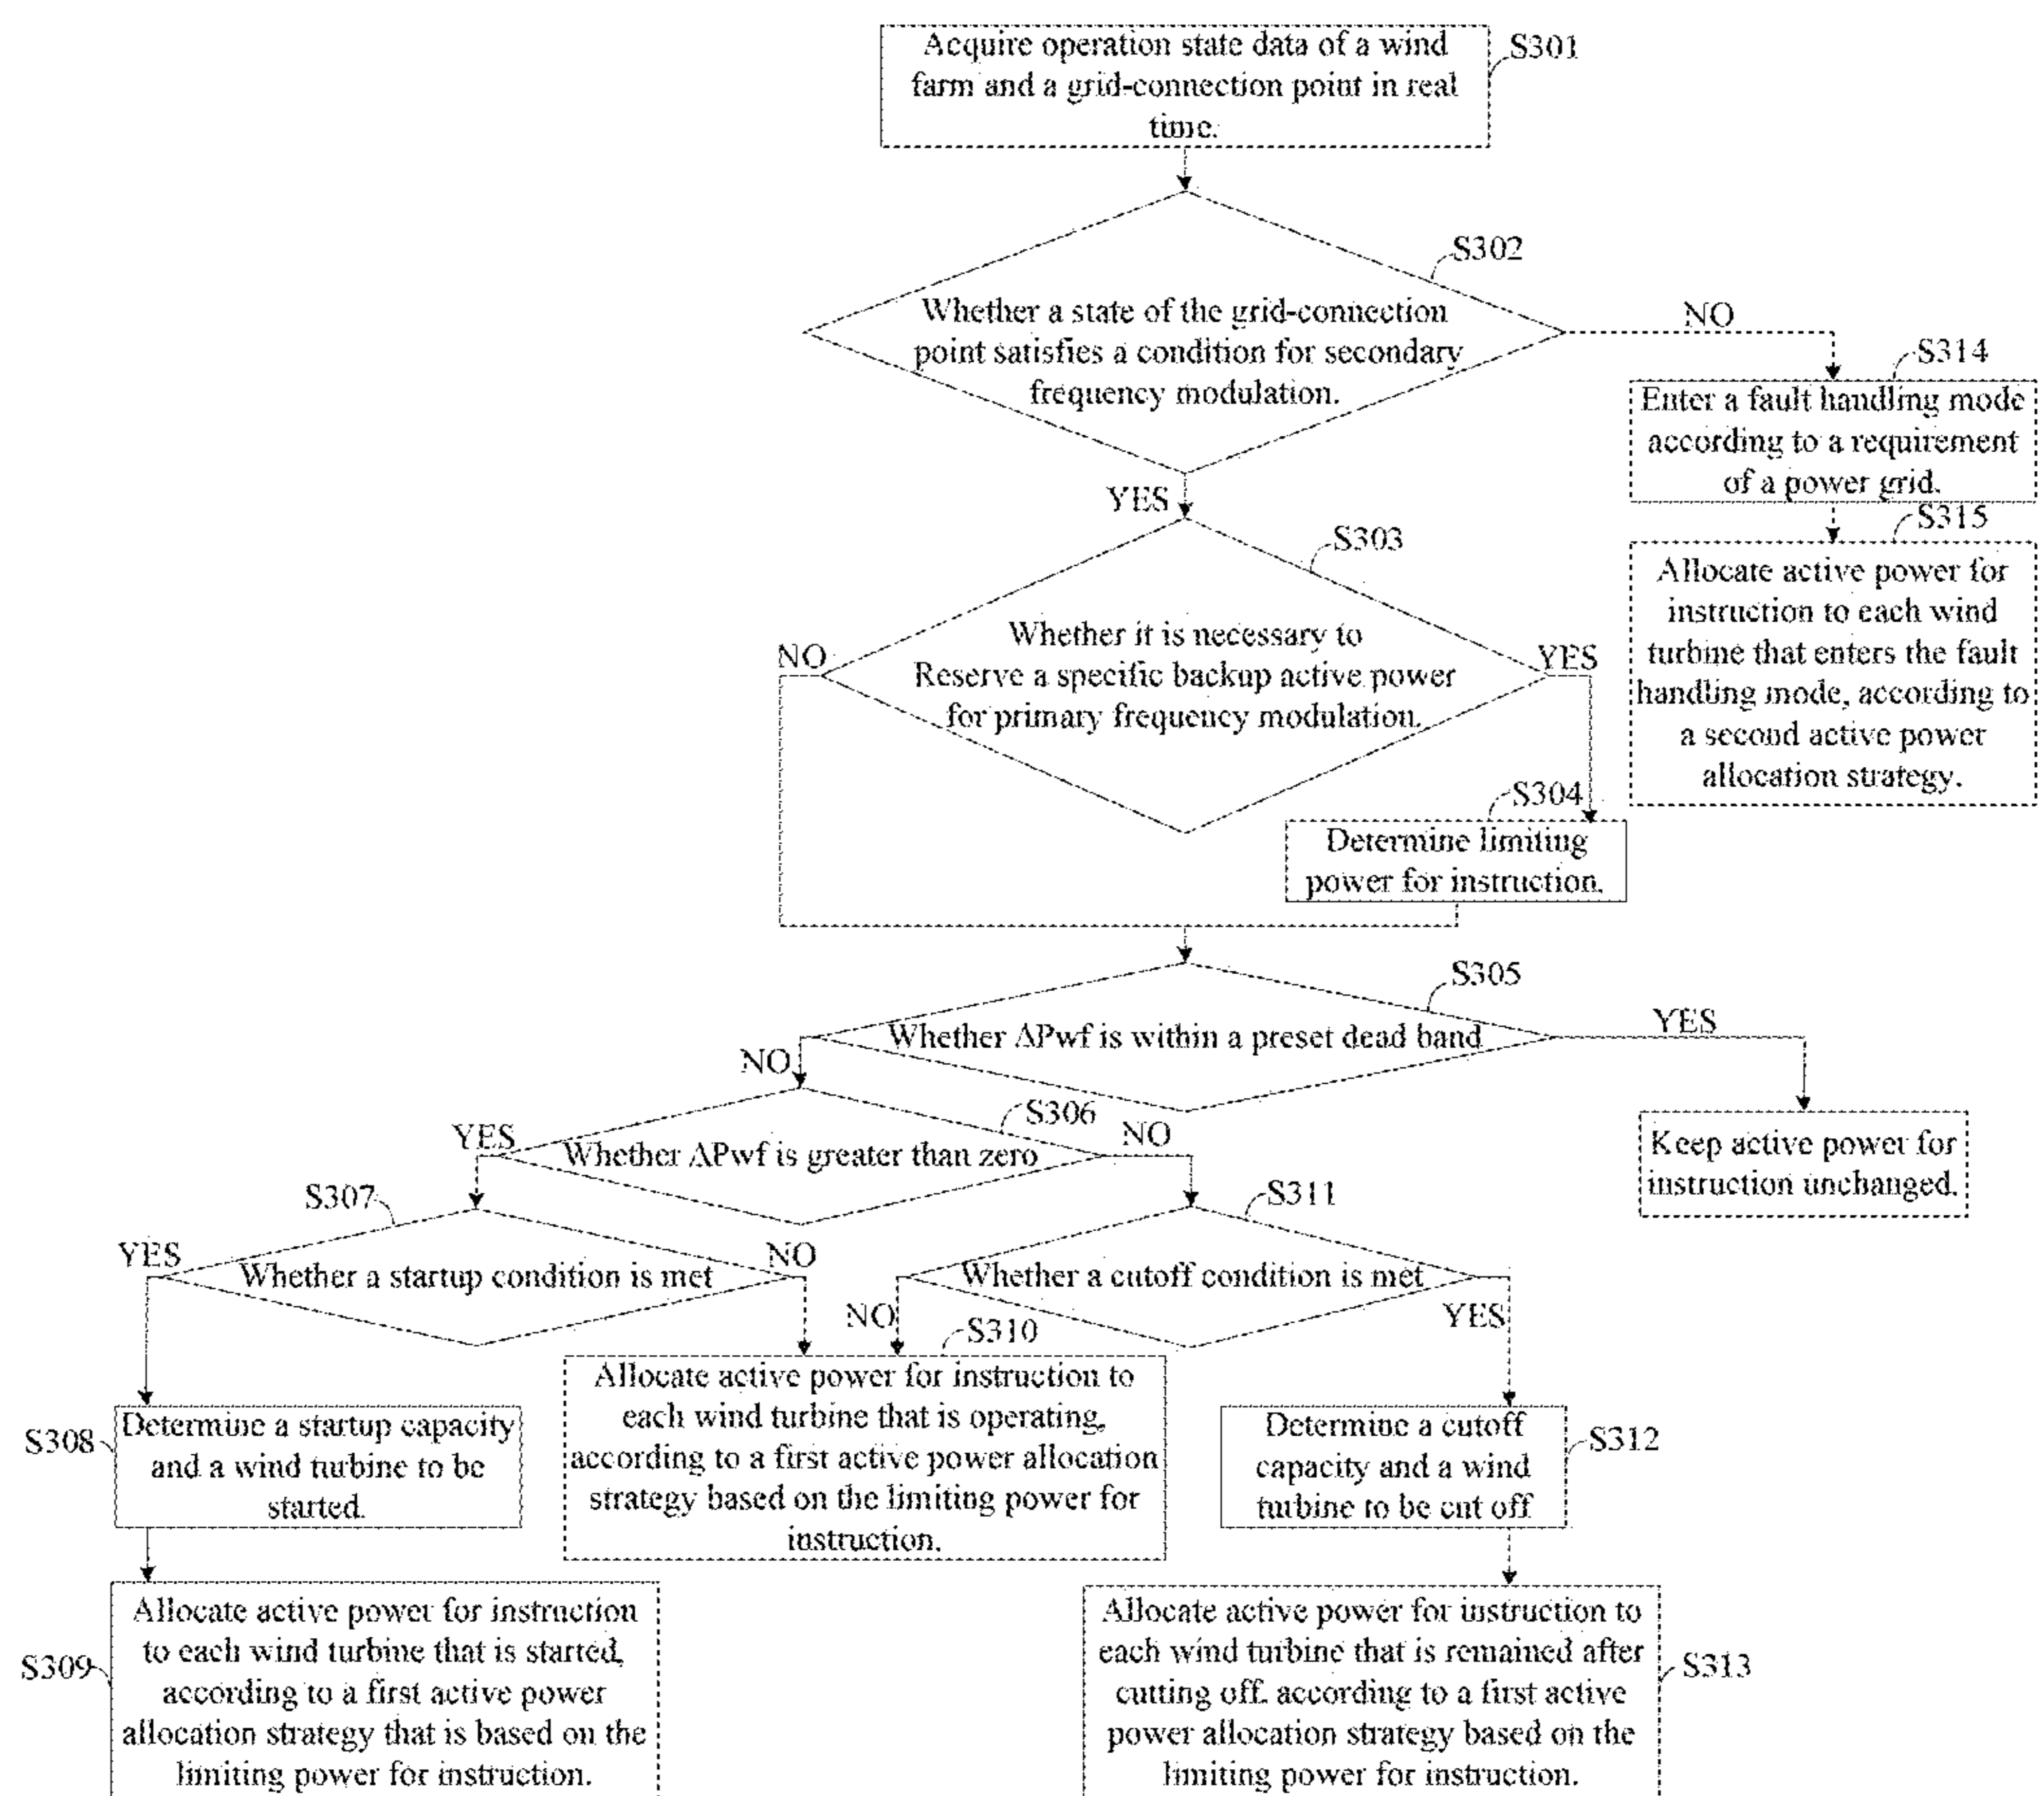 Acquire operation state data of a wind
farm and a grid-connection point in real
time.
S301
S302
Whether a state of the grid-connection
point satisfies a condition for secondary
frequency modulation.
NO
S314
Enter a fault handling mode
according to a requirement
of a power grid.
YES
S315
Allocate active power for
instruction to each wind
turbine that enters the fault
handling mode, according to
a second active power
allocation strategy.
S303
Whether it is necessary to
Reserve a specific backup active power
for primary frequency modulation.
NO
YES
S304
Determine limiting
power for instruction.
S305
Whether ΔPwf is within a preset dead band
YES
NO
Keep active power for
instruction unchanged.
S306
Whether ΔPwf is greater than zero
YES
NO
S307
Whether a startup condition is met
YES
NO
S311
Whether a cutoff condition is met
NO
YES
S308
Determine a startup capacity
and a wind turbine to be
started.
S310
Allocate active power for instruction to
each wind turbine that is operating,
according to a first active power allocation
strategy based on the limiting power for
instruction.
Determine a cutoff
capacity and a wind
turbine to be cut off
S312
S309
Allocate active power for instruction
to each wind turbine that is started,
according to a first active power
allocation strategy that is based on the
limiting power for instruction.
Allocate active power for instruction to
each wind turbine that is remained after
cutting off, according to a first active
power allocation strategy based on the
limiting power for instruction.
S313